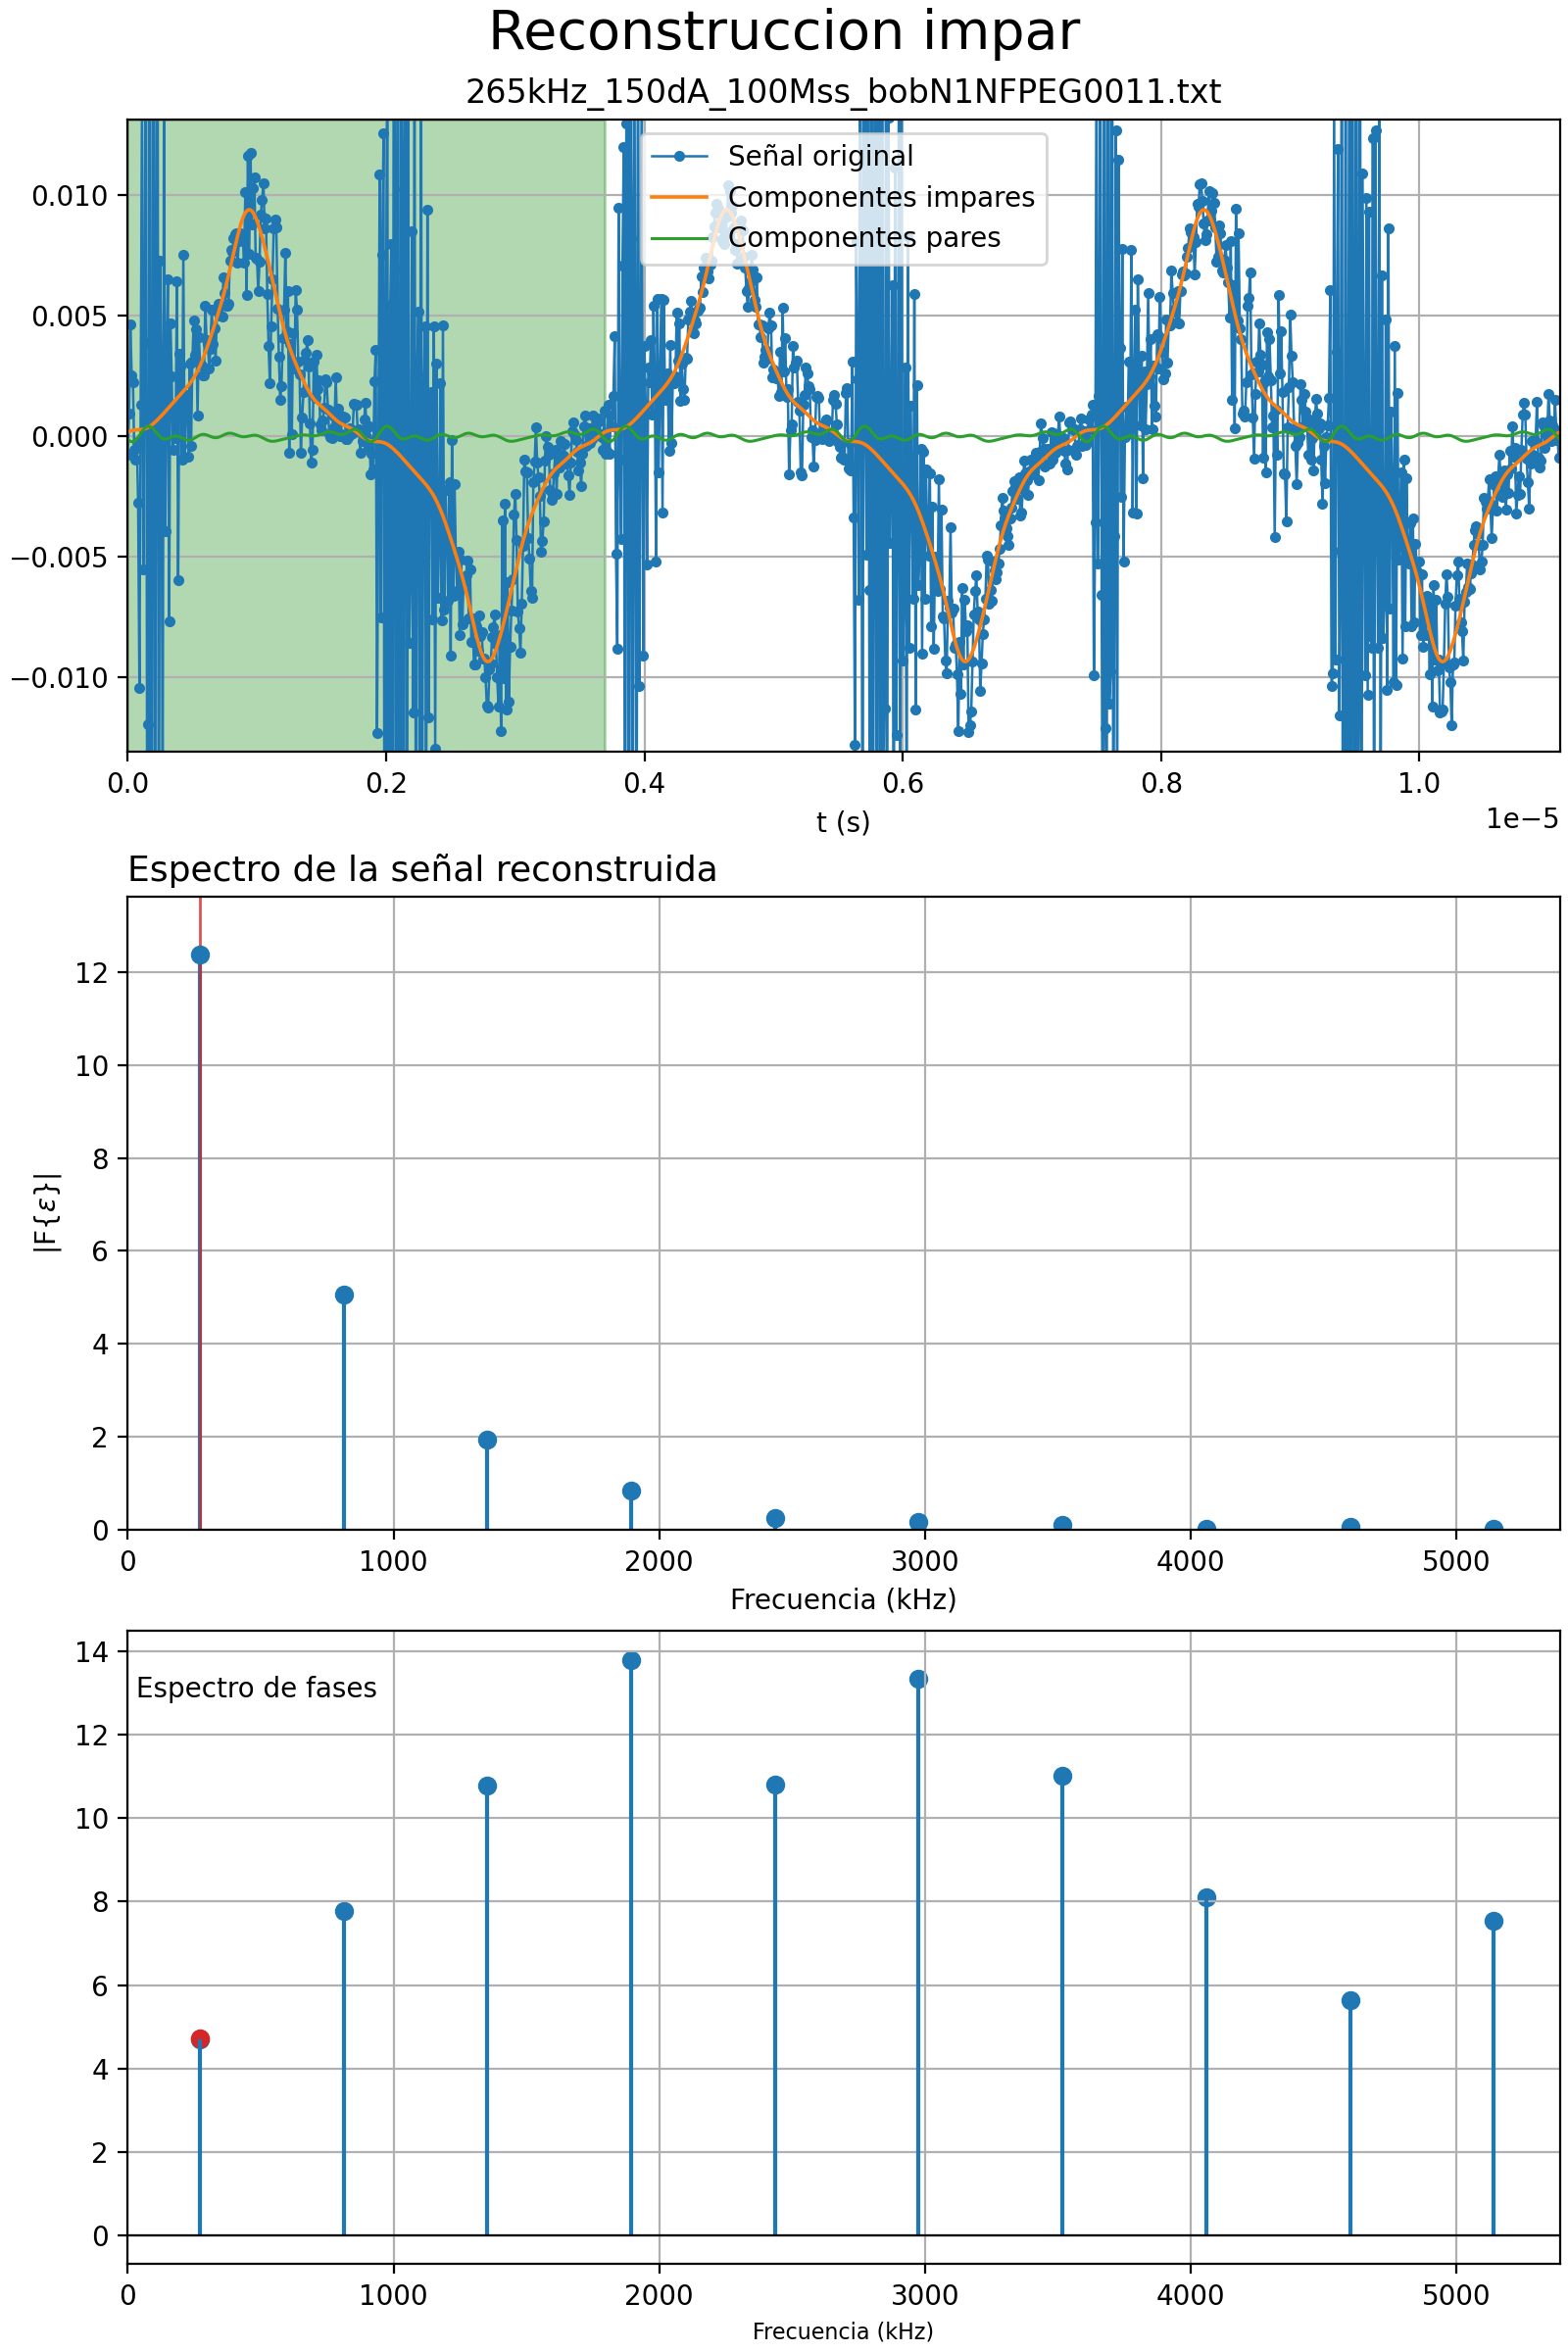 Reconstruccion impar
265kHz_150dA_100Mss_bobN1NFPEG0011.txt
Señal original
Componentes impares
Componentes pares
0.010
0.005
0.000
−0.005
−0.010
0.0 0.2 0.4 0.6 0.8 1.0
t (s)
1e−5
Espectro de la señal reconstruida
12
10
8
6
4
2
0
|F{ε}|
0 1000 2000 3000 4000 5000
Frecuencia (kHz)
Espectro de fases
14
12
10
8
6
4
2
0
0 1000 2000 3000 4000 5000
Frecuencia (kHz)